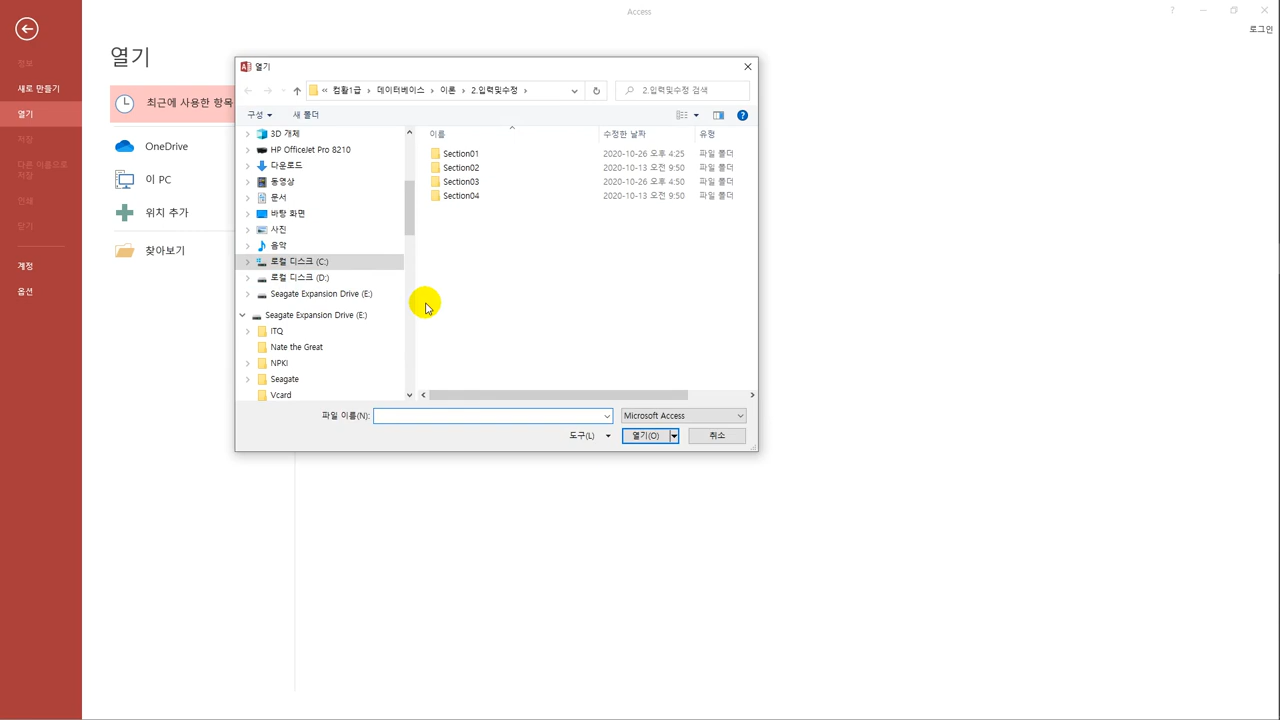 Access
로그인
정보
새로 만들기
열기
저장
다른 이름으로
저장
인쇄
닫기
계정
옵션
열기
최근에 사용한 항목
OneDrive
이 PC
위치 추가
찾아보기
열기
« 컴활1급 > 데이터베이스 > 이론 > 2.입력및수정 >
2.입력및수정 검색
구성 새 폴더
3D 개체
HP OfficeJet Pro 8210
다운로드
동영상
문서
바탕 화면
사진
음악
로컬 디스크 (C:)
로컬 디스크 (D:)
Seagate Expansion Drive (E:)
Seagate Expansion Drive (E:)
ITQ
Nate the Great
NPKI
Seagate
Vcard
이름 수정한 날짜 유형
Section01 2020-10-26 오후 4:25 파일 폴더
Section02 2020-10-13 오전 9:50 파일 폴더
Section03 2020-10-26 오후 4:50 파일 폴더
Section04 2020-10-13 오전 9:50 파일 폴더
파일 이름(N):
Microsoft Access
도구(L)
열기(O)
취소